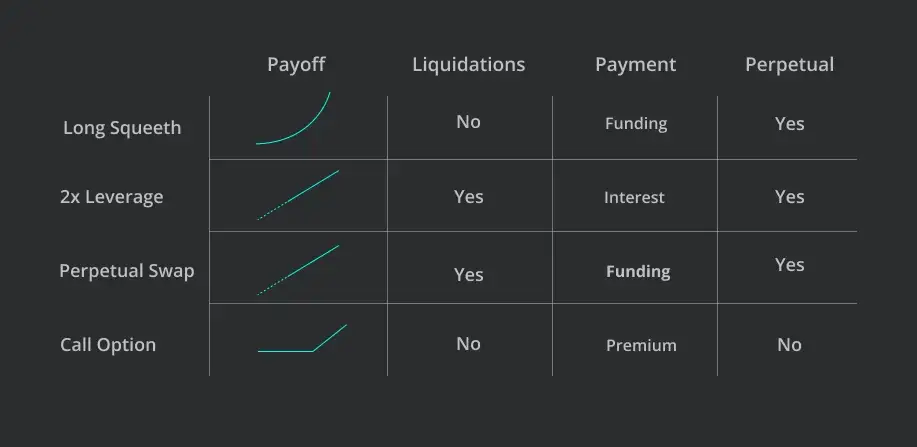 Payoff Liquidations Payment Perpetual
Long Squeeth No Funding Yes
2x Leverage Yes Interest Yes
Perpetual Swap Yes Funding Yes
Call Option No Premium No